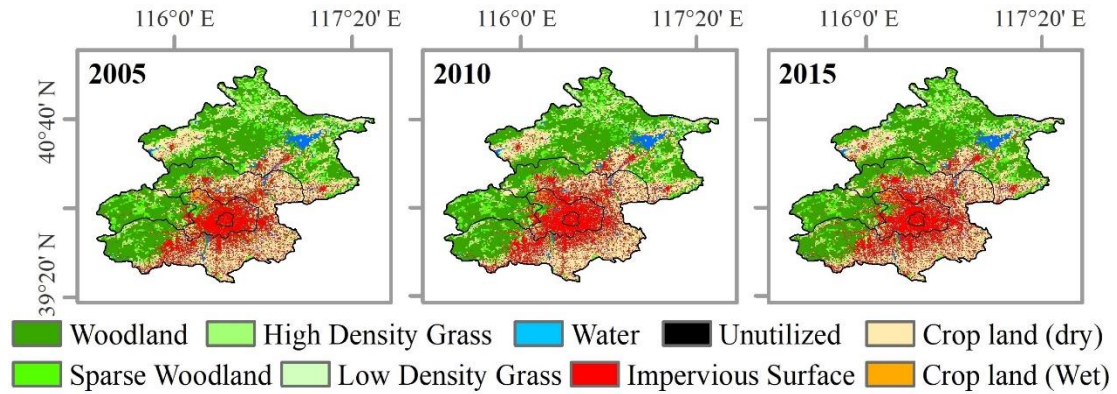 116°0' E 117°20' E 116°0' E 117°20' E 116°0' E 117°20' E
40°40' N
39°20' N
2005
2010
2015
Woodland High Density Grass Water Unutilized Crop land (dry)
Sparse Woodland Low Density Grass Impervious Surface Crop land (Wet)